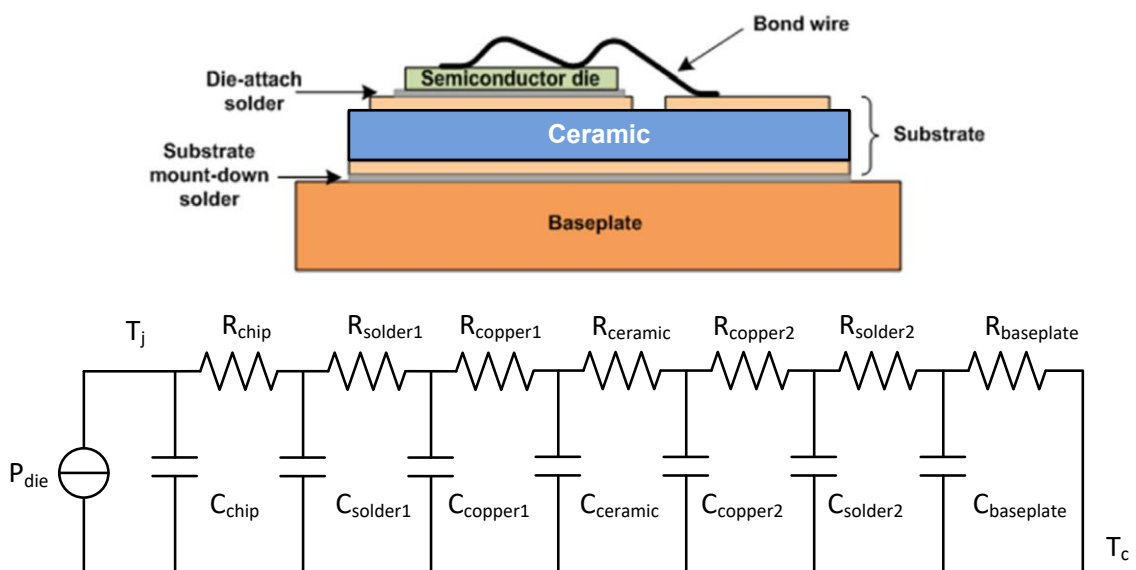 Bond wire
Semiconductor die
Die-attach
solder
Ceramic
Substrate
Substrate
mount-down
solder
Baseplate
Tj
Rchip
Rsolder1
Rcopper1
Rceramic
Rcopper2
Rsolder2
Rbaseplate
Pdie
Cchip
Csolder1
Ccopper1
Cceramic
Ccopper2
Csolder2
Cbaseplate
Tc